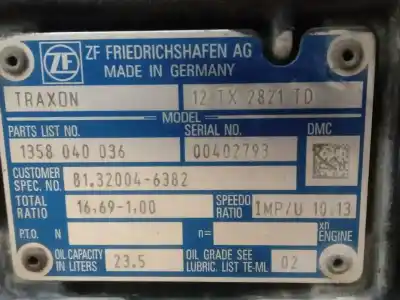 ZF FRIEDRICHSHAFEN AG
ZF
MADE IN GERMANY
TRAXON 12 TX 2821 TD
MODEL
PARTS LIST NO. SERIAL NO. DMC
1358 040 036 00402793
CUSTOMER SPEC. NO. 81.32004-6382
TOTAL RATIO 16,69-1,00 SPEEDO RATIO IMP/U 10,13
P.T.O. N n= xn ENGINE
OIL CAPACITY IN LITERS 23.5 OIL GRADE SEE LUBRIC. LIST TE-ML 02